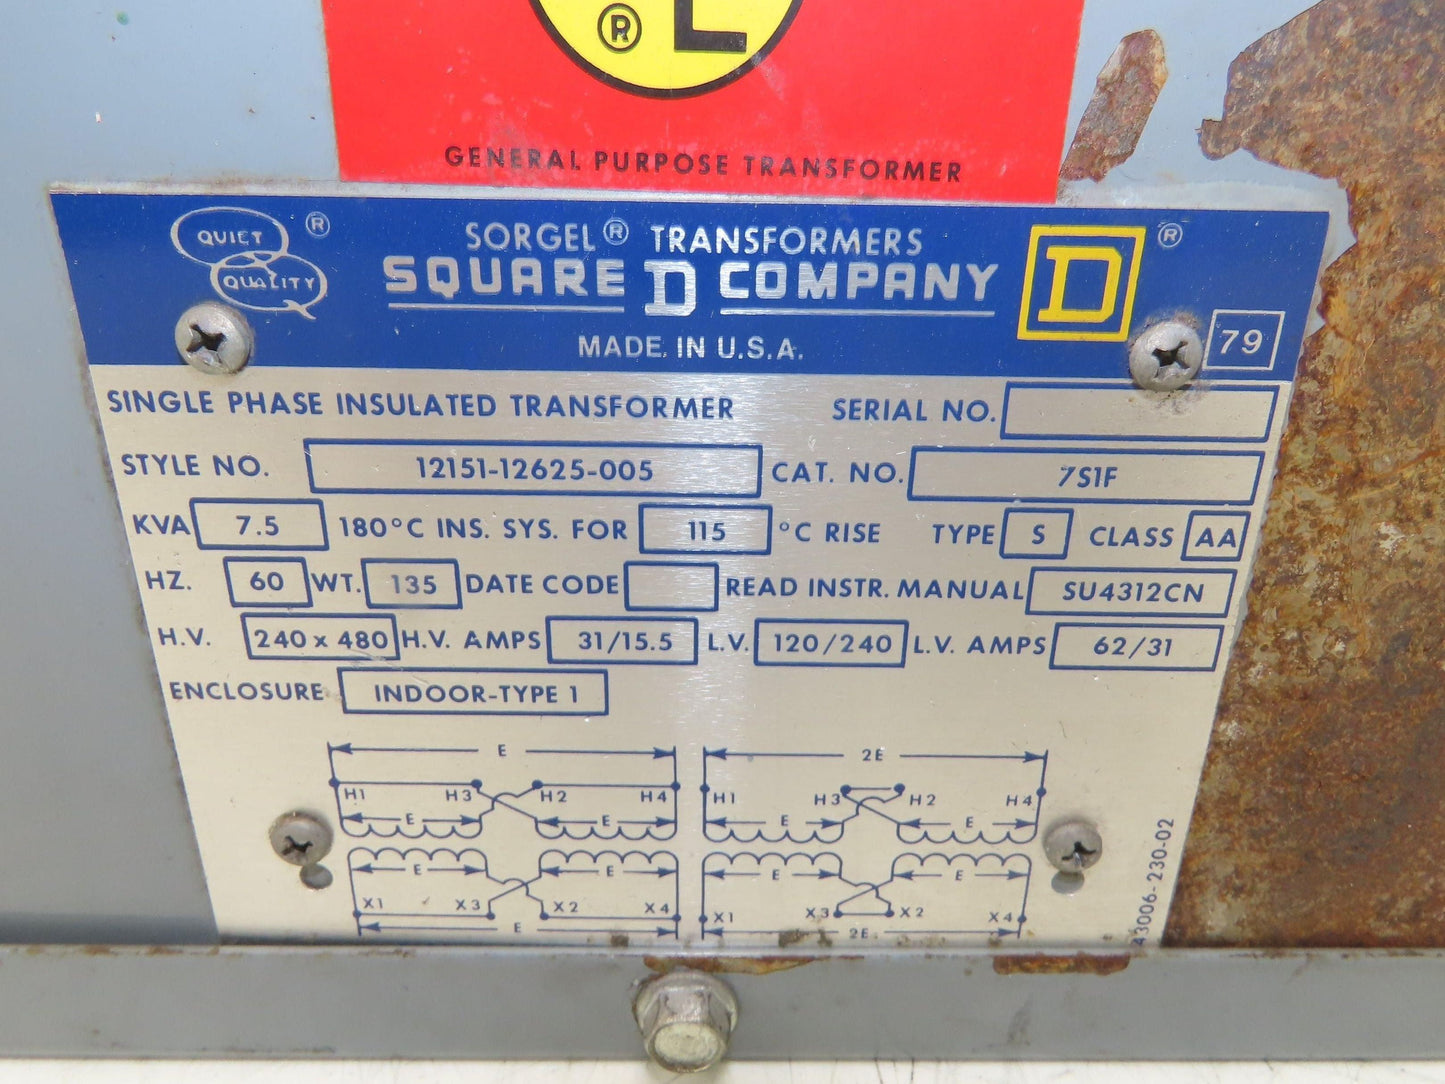 ® L
GENERAL PURPOSE TRANSFORMER
QUIET ®
QUALITY
SORGEL® TRANSFORMERS
SQUARE D COMPANY
D ®
MADE IN U.S.A.
79
SINGLE PHASE INSULATED TRANSFORMER SERIAL NO.
STYLE NO. 12151-12625-005 CAT. NO. 7S1F
KVA 7.5 180°C INS. SYS. FOR 115 °C RISE TYPE S CLASS AA
HZ. 60 WT. 135 DATE CODE READ INSTR. MANUAL SU4312CN
H.V. 240 x 480 H.V. AMPS 31/15.5 L.V. 120/240 L.V. AMPS 62/31
ENCLOSURE INDOOR-TYPE 1
E 2E
H1 H3 H2 H4 H1 H3 H2 H4
E E E E
E E E E
X1 X3 X2 X4 X1 X3 X2 X4
E 2E
43006-230-02